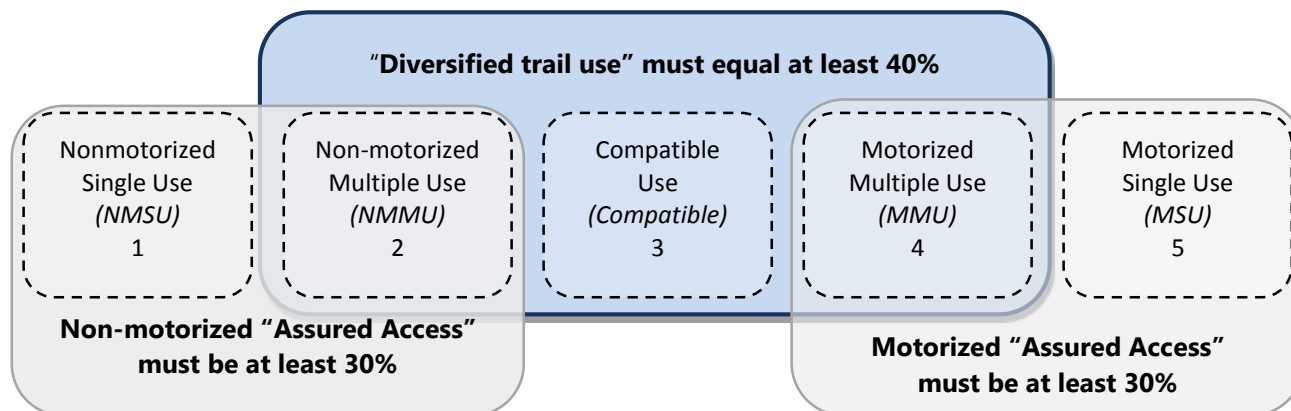 “Diversified trail use” must equal at least 40%
Nonmotorized
Single Use
(NMSU)
1
Non-motorized
Multiple Use
(NMMU)
2
Compatible
Use
(Compatible)
3
Motorized
Multiple Use
(MMU)
4
Motorized
Single Use
(MSU)
5
Non-motorized “Assured Access”
must be at least 30%
Motorized “Assured Access”
must be at least 30%